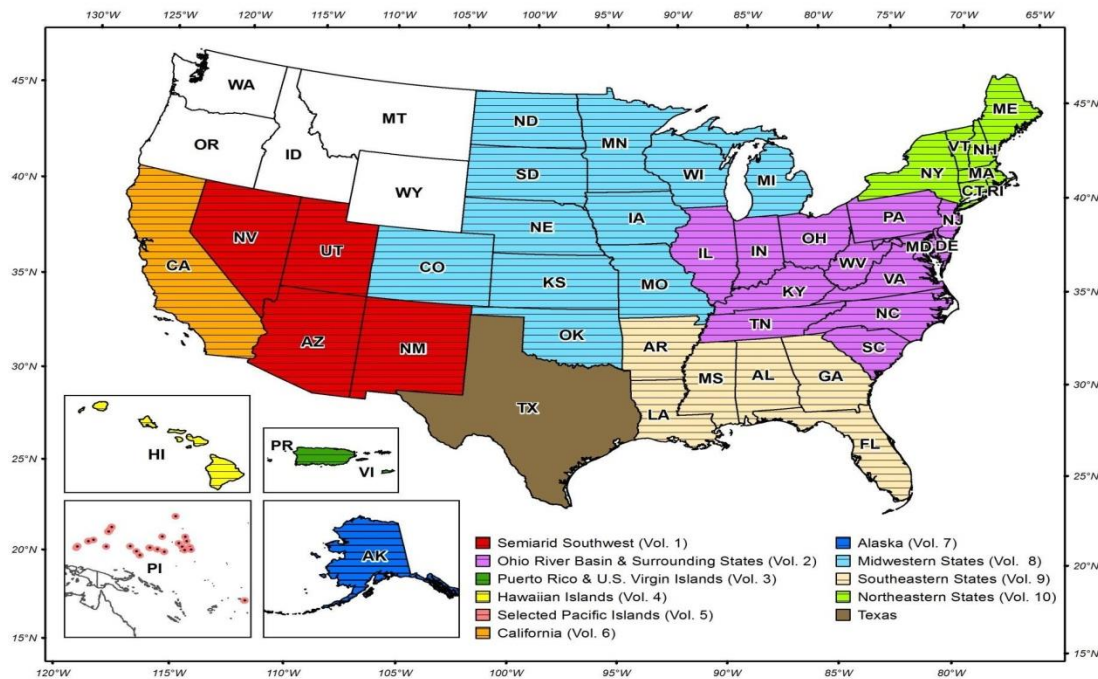 130°W 125°W 120°W 115°W 110°W 105°W 100°W 95°W 90°W 85°W 80°W 75°W 70°W 65°W
45°N
45°N
40°N
40°N
35°N
35°N
30°N
30°N
25°N
25°N
20°N
20°N
15°N
15°N
WA
MT
ND
MN
ME
OR
ID
SD
WI
MI
VT
NH
NY
MA
CT
RI
WY
NE
IA
PA
NJ
NV
UT
CO
IL
IN
OH
MD
DE
CA
KS
MO
WV
VA
KY
AZ
NM
OK
TN
NC
AR
SC
MS
AL
GA
TX
LA
FL
HI
PR
VI
PI
AK
Semiarid Southwest (Vol. 1)
Ohio River Basin & Surrounding States (Vol. 2)
Puerto Rico & U.S. Virgin Islands (Vol. 3)
Hawaiian Islands (Vol. 4)
Selected Pacific Islands (Vol. 5)
California (Vol. 6)
Alaska (Vol. 7)
Midwestern States (Vol. 8)
Southeastern States (Vol. 9)
Northeastern States (Vol. 10)
Texas
120°W 115°W 110°W 105°W 100°W 95°W 90°W 85°W 80°W